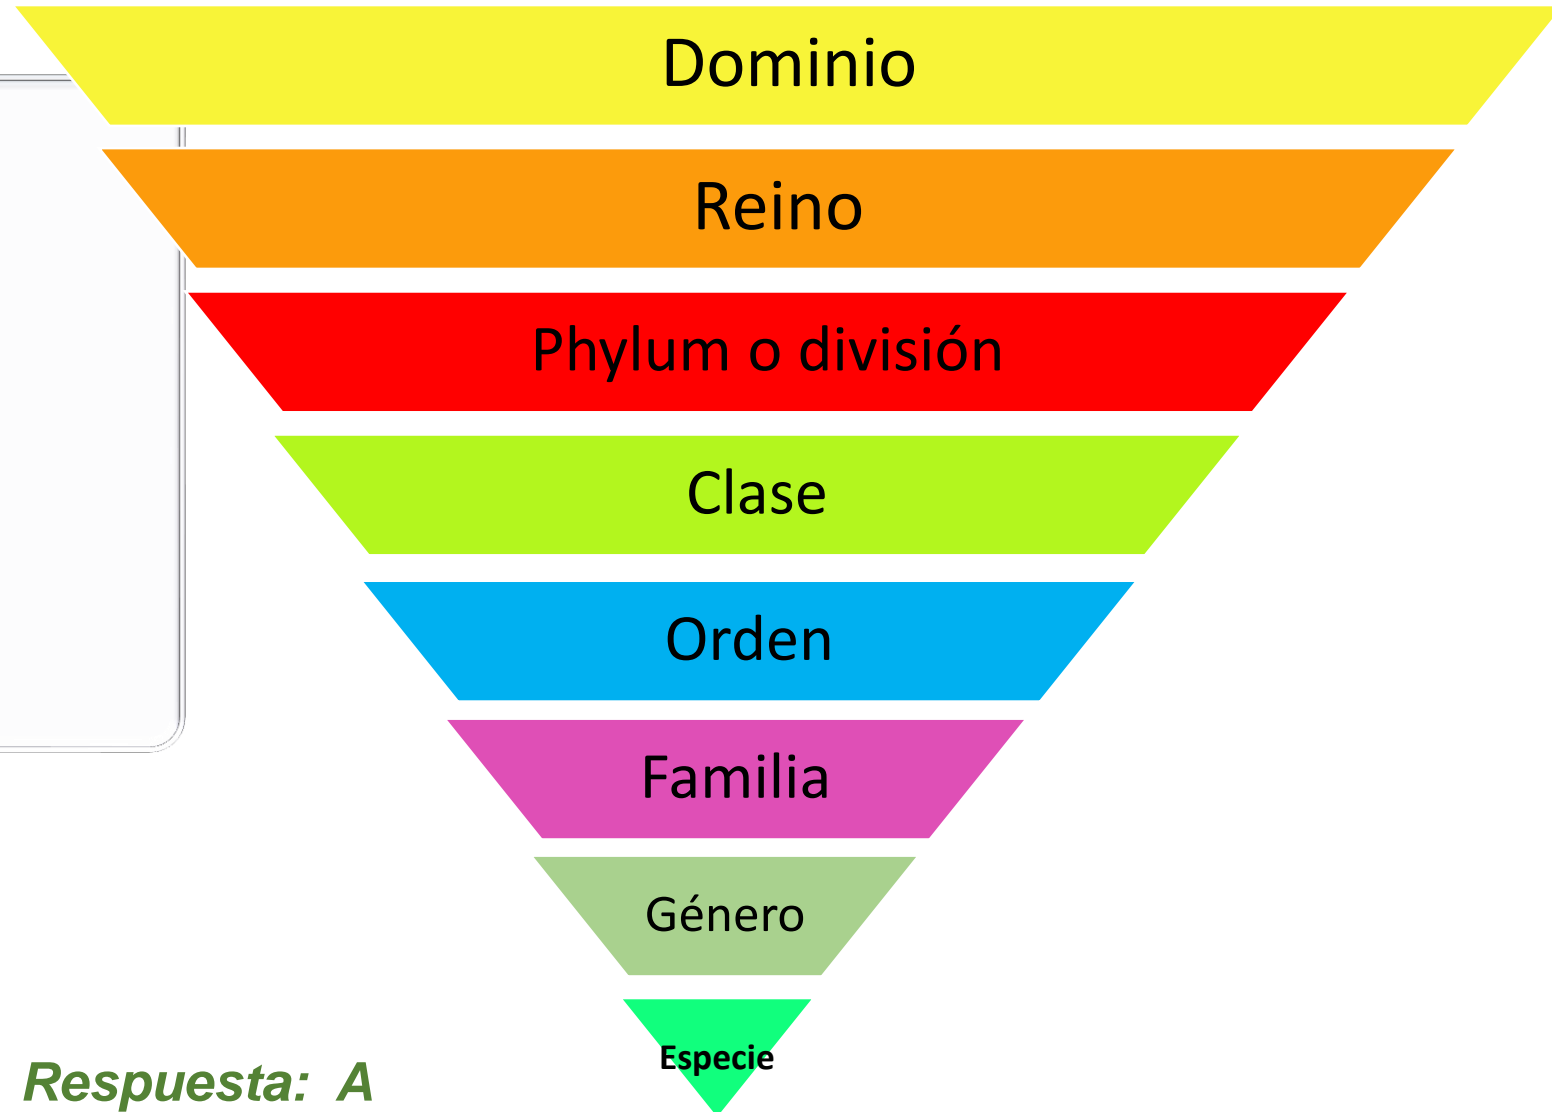 Dominio
Reino
Phylum o división
Clase
Orden
Familia
Género
Especie
Respuesta: A